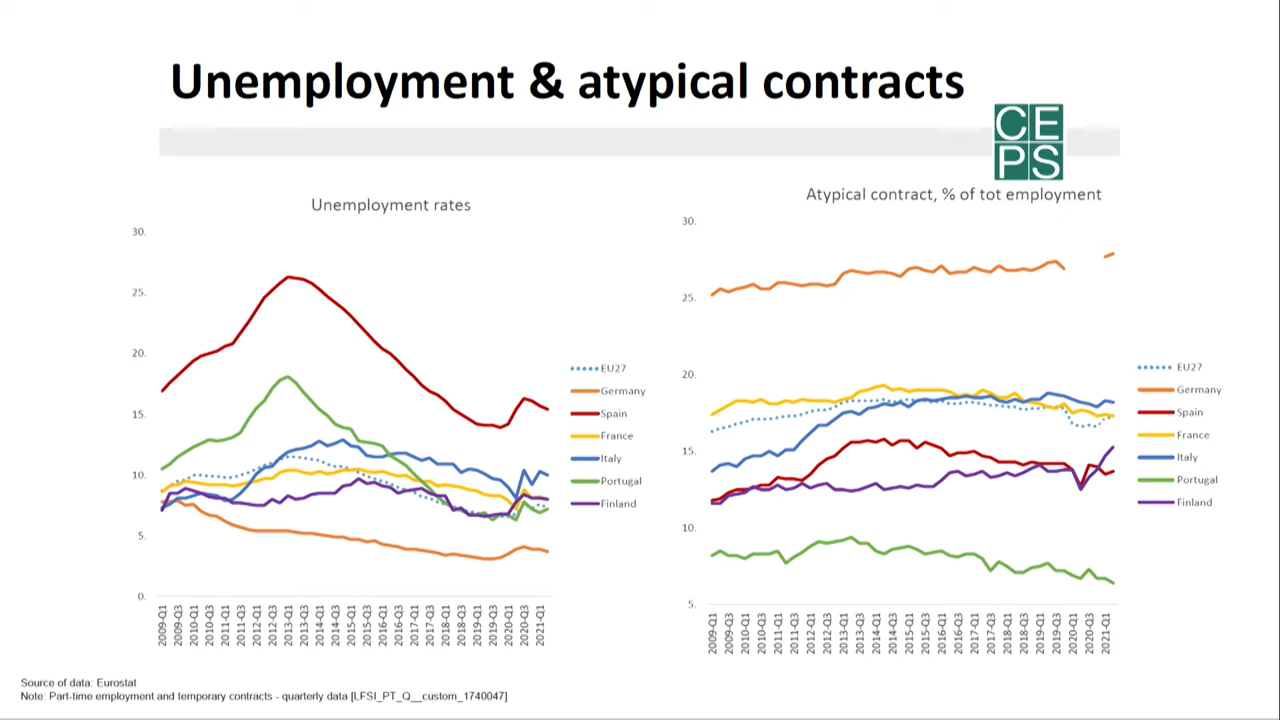 Unemployment & atypical contracts
CE
PS
Unemployment rates
30.
25.
20.
15.
10.
5.
0.
2009-Q1
2009-Q3
2010-Q1
2010-Q3
2011-Q1
2011-Q3
2012-Q1
2012-Q3
2013-Q1
2013-Q3
2014-Q1
2014-Q3
2015-Q1
2015-Q3
2016-Q1
2016-Q3
2017-Q1
2017-Q3
2018-Q1
2018-Q3
2019-Q1
2019-Q3
2020-Q1
2020-Q3
2021-Q1
EU27
Germany
Spain
France
Italy
Portugal
Finland
Atypical contract, % of tot employment
30.
25.
20.
15.
10.
5.
2009-Q1
2009-Q3
2010-Q1
2010-Q3
2011-Q1
2011-Q3
2012-Q1
2012-Q3
2013-Q1
2013-Q3
2014-Q1
2014-Q3
2015-Q1
2015-Q3
2016-Q1
2016-Q3
2017-Q1
2017-Q3
2018-Q1
2018-Q3
2019-Q1
2019-Q3
2020-Q1
2020-Q3
2021-Q1
EU27
Germany
Spain
France
Italy
Portugal
Finland
Source of data: Eurostat
Note: Part-time employment and temporary contracts - quarterly data [LFSI_PT_Q__custom_1740047]